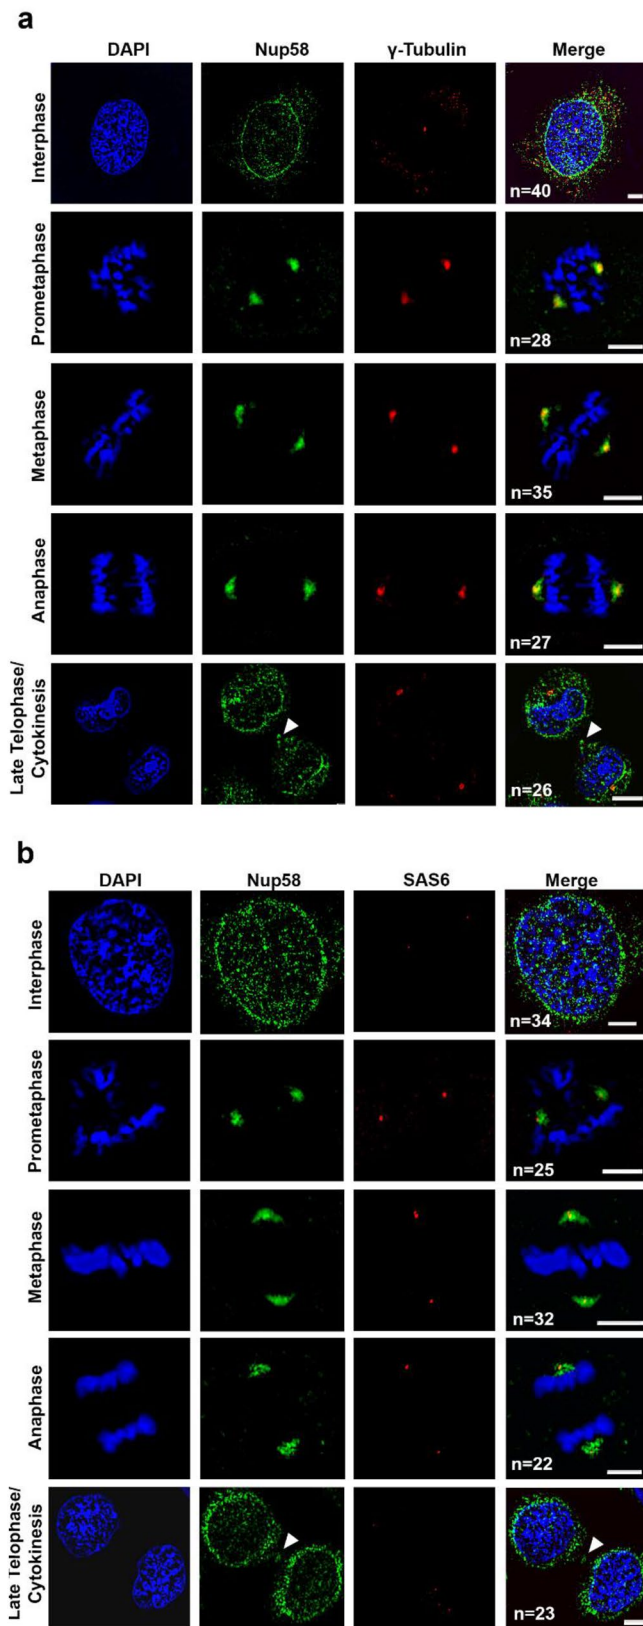 a
DAPI Nup58 γ-Tubulin Merge
Interphase
n=40
Prometaphase
n=28
Metaphase
n=35
Anaphase
n=27
Late Telophase/
Cytokinesis
n=26
b
DAPI Nup58 SAS6 Merge
Interphase
n=34
Prometaphase
n=25
Metaphase
n=32
Anaphase
n=22
Late Telophase/
Cytokinesis
n=23